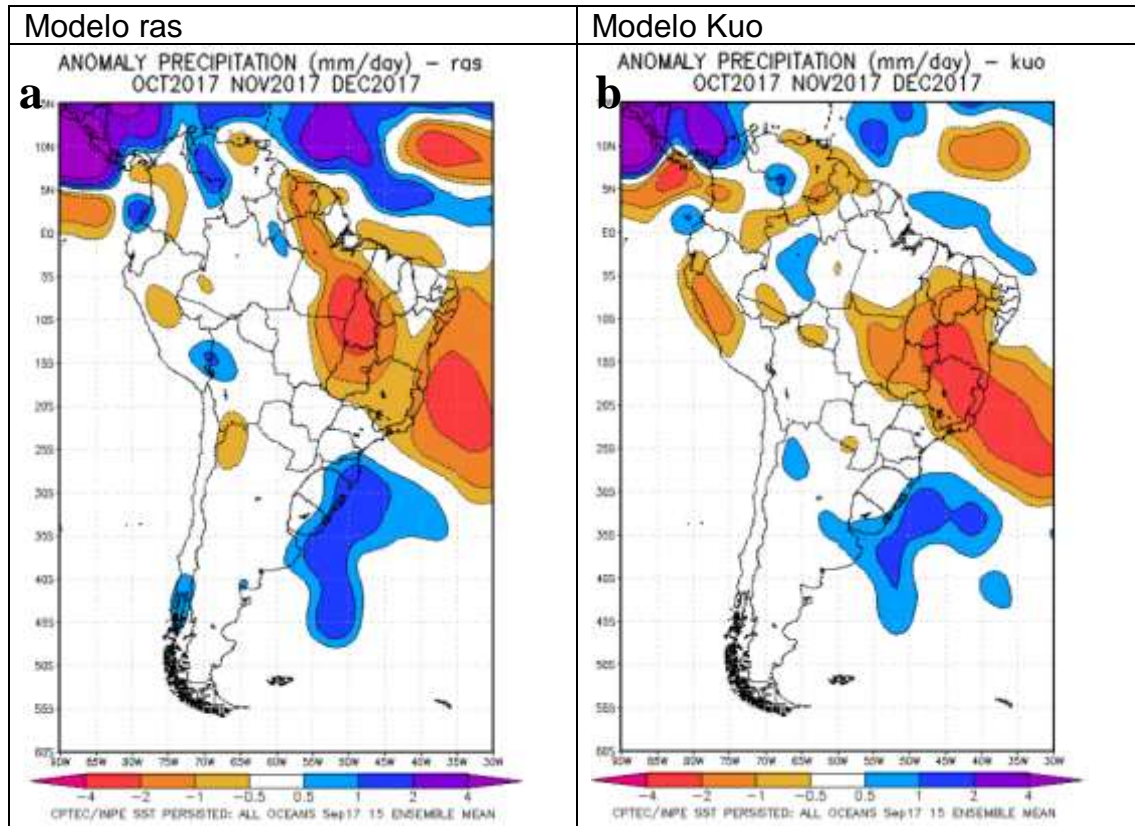 Modelo ras
Modelo Kuo
a
ANOMALY PRECIPITATION (mm/day) – ras
OCT2017 NOV2017 DEC2017
10N
5N
EQ
5S
10S
15S
20S
25S
30S
35S
40S
45S
50S
55S
60S
90W 85W 80W 75W 70W 65W 60W 55W 50W 45W 40W 35W 30W
−4 −2 −1 −0.5 0.5 1 2 4
CPTEC/INPE SST PERSISTED: ALL OCEANS Sep17 15 ENSEMBLE MEAN
b
ANOMALY PRECIPITATION (mm/day) – kuo
OCT2017 NOV2017 DEC2017
10N
5N
EQ
5S
10S
15S
20S
25S
30S
35S
40S
45S
50S
55S
60S
90W 85W 80W 75W 70W 65W 60W 55W 50W 45W 40W 35W 30W
−4 −2 −1 −0.5 0.5 1 2 4
CPTEC/INPE SST PERSISTED: ALL OCEANS Sep17 15 ENSEMBLE MEAN